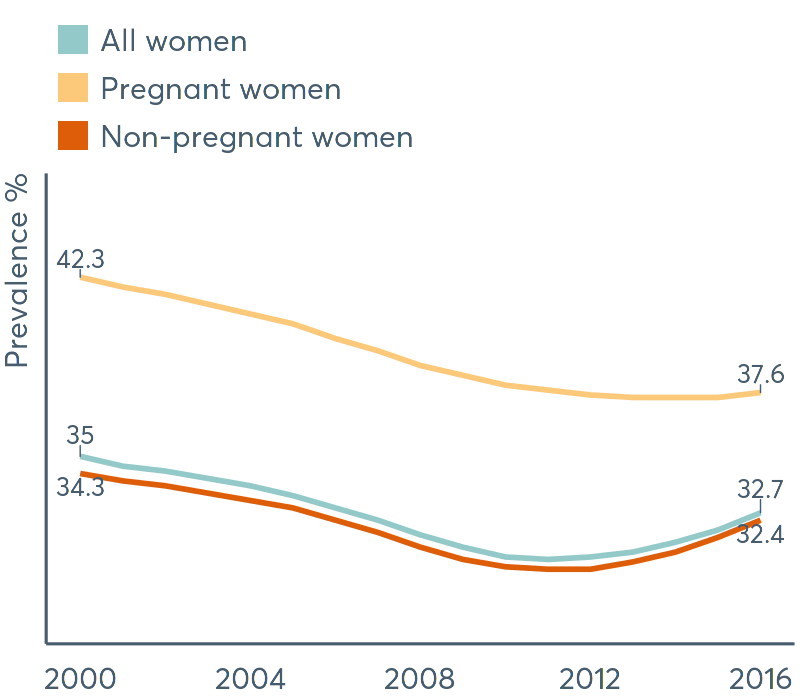 All women
Pregnant women
Non-pregnant women
Prevalence %
42.3
37.6
35
34.3
32.7
32.4
2000 2004 2008 2012 2016